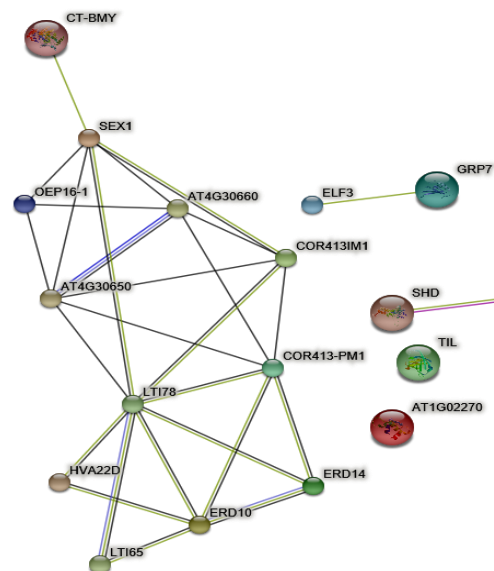 CT-BMY
SEX1
GRP7
OEP16-1
AT4G30660
ELF3
COR413IM1
AT4G30650
SHD
COR413-PM1
TIL
LTI78
AT1G02270
HVA22D
ERD14
ERD10
LTI65